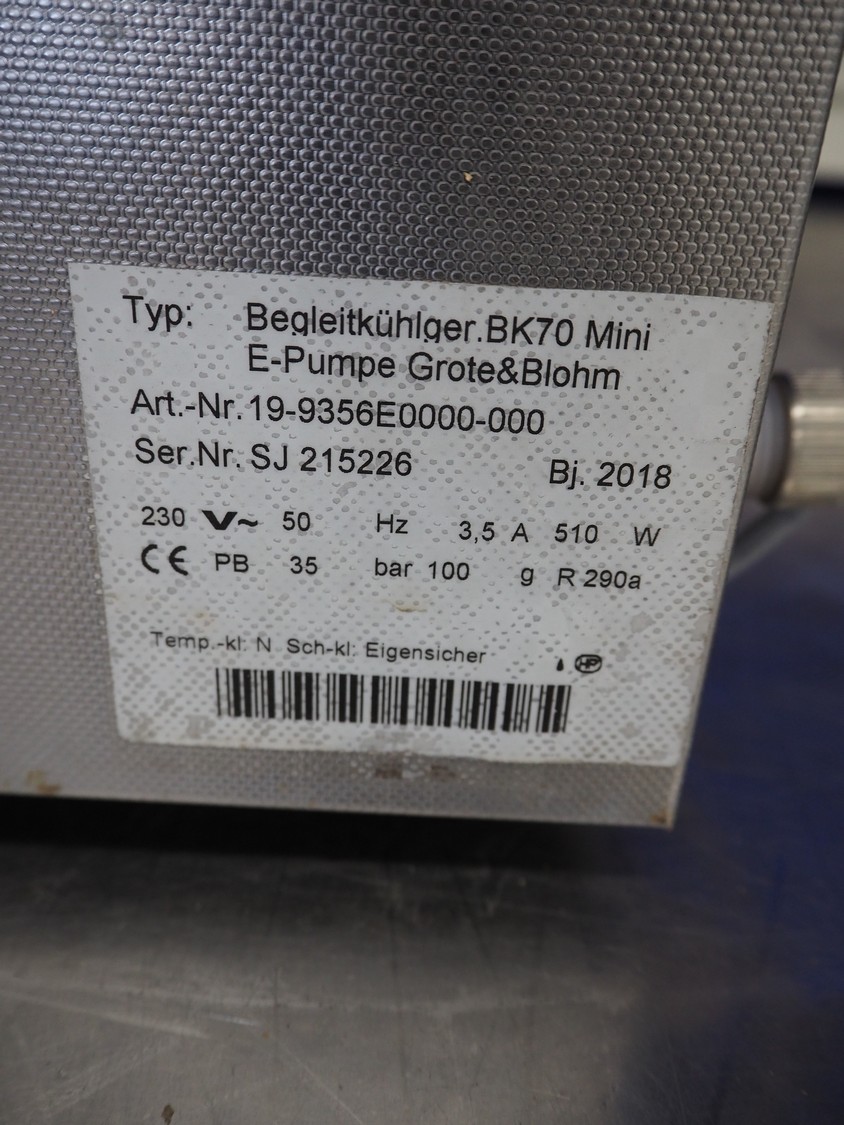 Typ: Begleitkühlger.BK70 Mini
E-Pumpe Grote&Blohm
Art.-Nr. 19-9356E0000-000
Ser.Nr. SJ 215226 Bj. 2018
230 V~ 50 Hz 3,5 A 510 W
CE PB 35 bar 100 g R 290a
Temp.-kl: N Sch-kl: Eigensicher HP